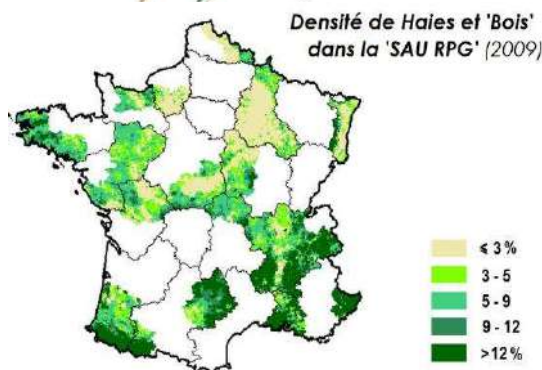 Densité de Haies et 'Bois'
dans la 'SAU RPG' (2009)
≤ 3 %
3 - 5
5 - 9
9 - 12
>12%